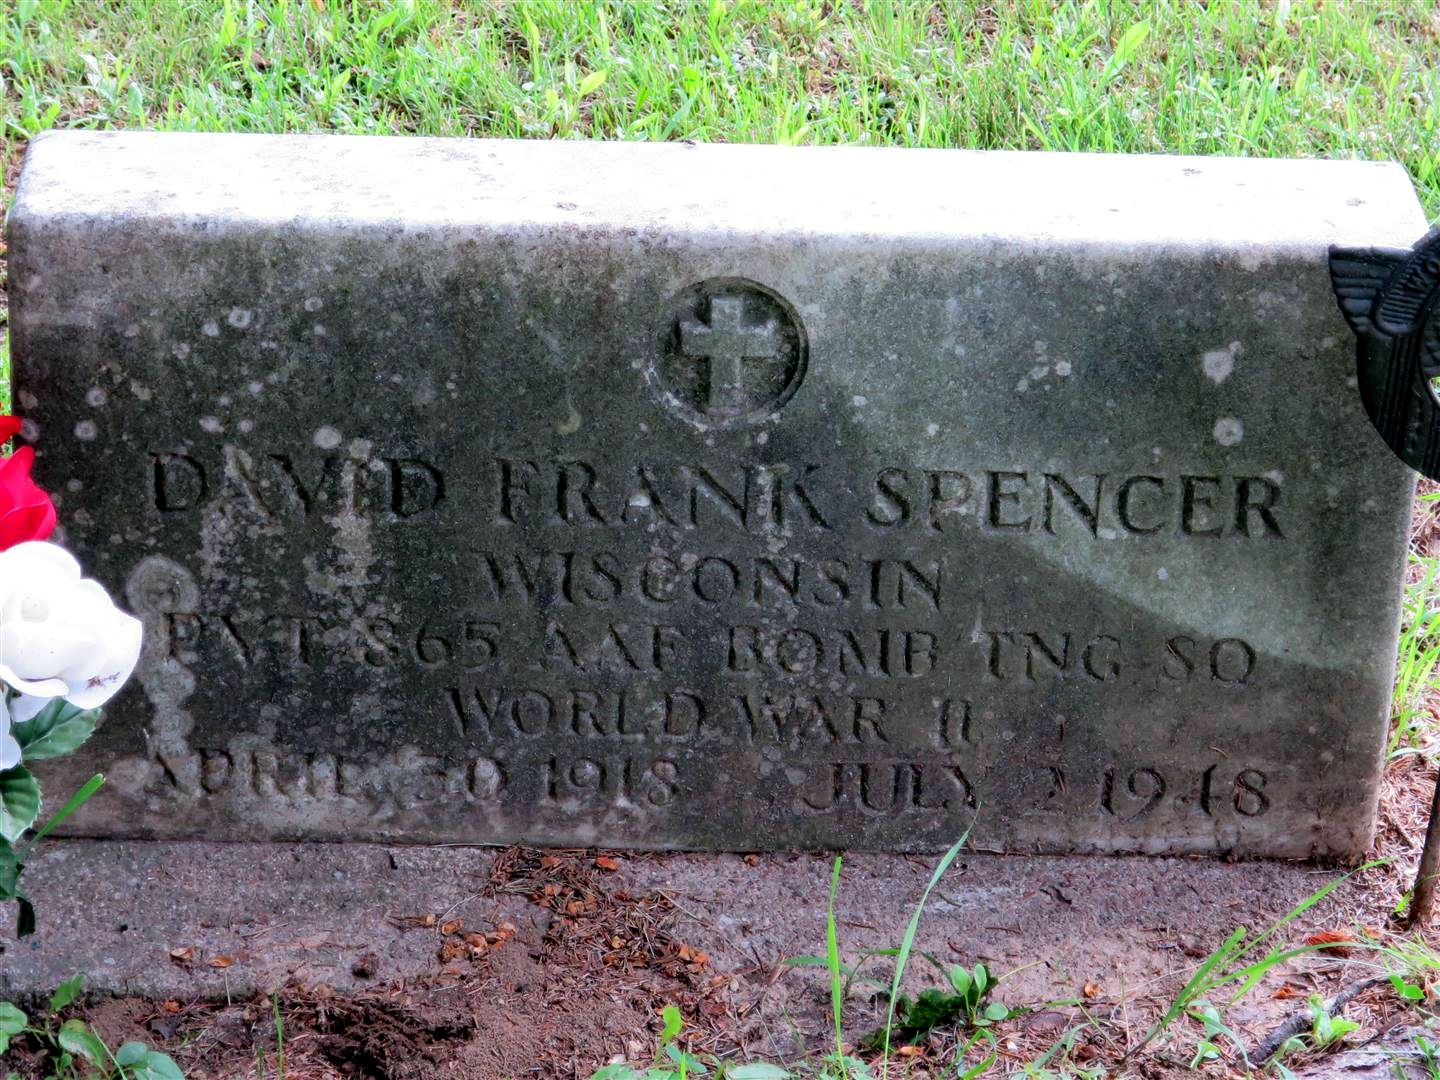 DAVID FRANK SPENCER
WISCONSIN
PVT 865 AAF BOMB TNG SQ
WORLD WAR II
APRIL 30 1918 JULY 2 1948